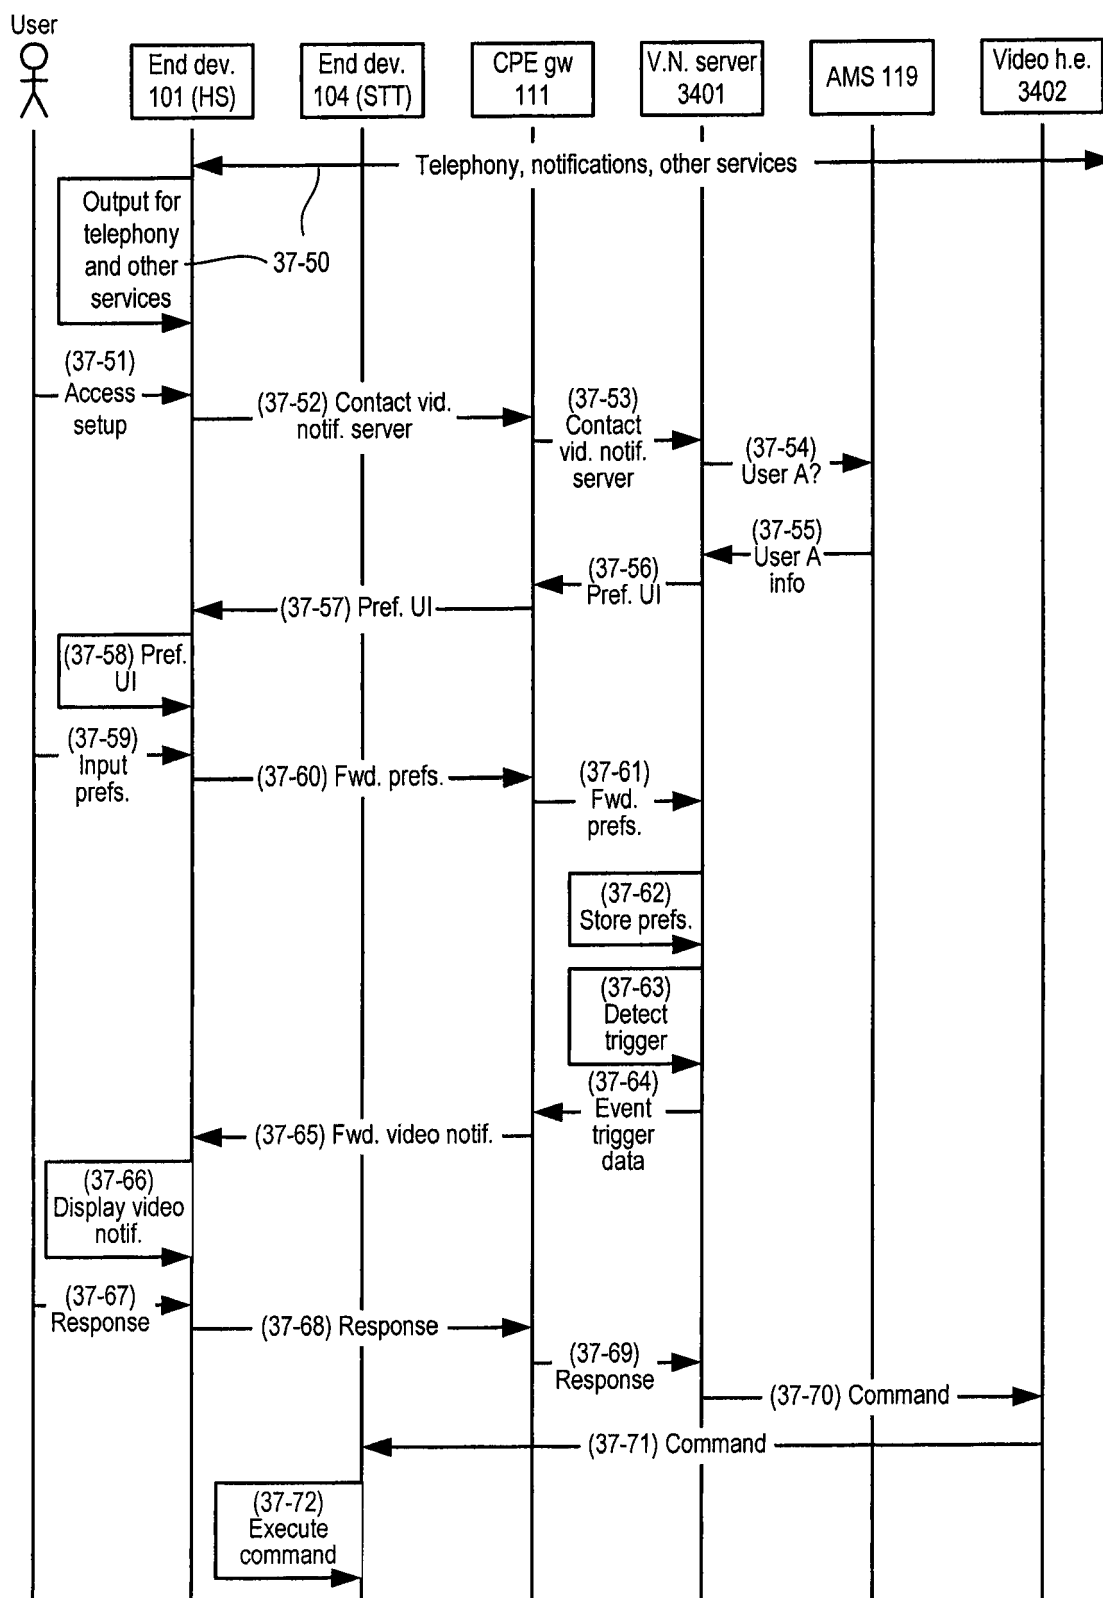 User
End dev.
101 (HS)
End dev.
104 (STT)
CPE gw
111
V.N. server
3401
AMS 119
Video h.e.
3402
Telephony, notifications, other services
Output for
telephony
and other
services
37-50
(37-51)
Access
setup
(37-52) Contact vid.
notif. server
(37-53)
Contact
vid. notif.
server
(37-54)
User A?
(37-55)
User A
info
(37-56)
Pref. UI
(37-57) Pref. UI
(37-58) Pref.
UI
(37-59)
Input
prefs.
(37-60) Fwd. prefs.
(37-61)
Fwd.
prefs.
(37-62)
Store prefs.
(37-63)
Detect
trigger
(37-64)
Event
trigger
data
(37-65) Fwd. video notif.
(37-66)
Display video
notif.
(37-67)
Response
(37-68) Response
(37-69)
Response
(37-70) Command
(37-71) Command
(37-72)
Execute
command